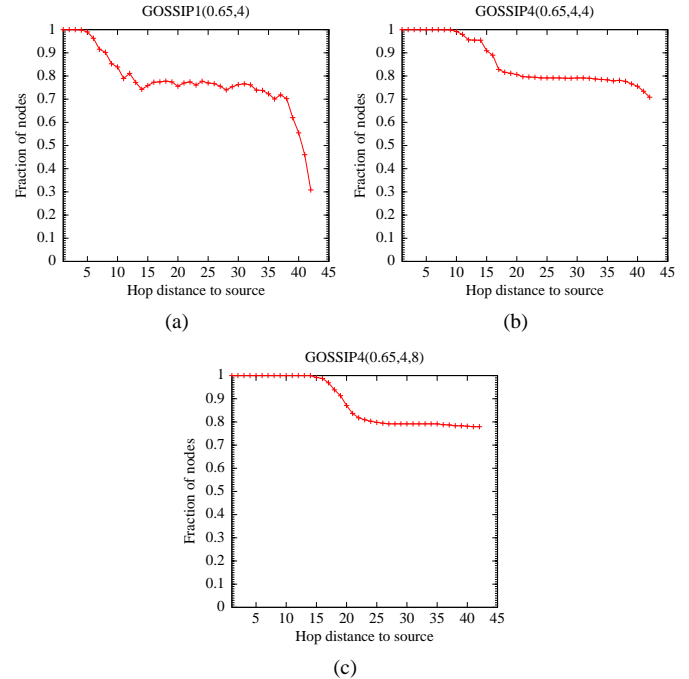 GOSSIP1(0.65,4)
1
0.9
0.8
0.7
0.6
0.5
0.4
0.3
0.2
0.1
0
Fraction of nodes
5 10 15 20 25 30 35 40 45
Hop distance to source
(a)
GOSSIP4(0.65,4,4)
1
0.9
0.8
0.7
0.6
0.5
0.4
0.3
0.2
0.1
0
Fraction of nodes
5 10 15 20 25 30 35 40 45
Hop distance to source
(b)
GOSSIP4(0.65,4,8)
1
0.9
0.8
0.7
0.6
0.5
0.4
0.3
0.2
0.1
0
Fraction of nodes
5 10 15 20 25 30 35 40 45
Hop distance to source
(c)